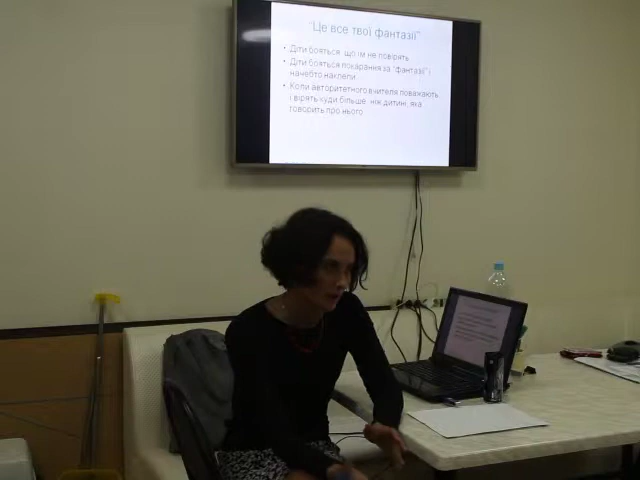 “Це все твої фантазії”
• Діти бояться що їм не повірять
• Діти бояться покарання за “фантазії” і
начебто наклепи.
• Коли авторитетного вчителя поважають
і вірять куди більше ніж дитині, яка
говорить про нього